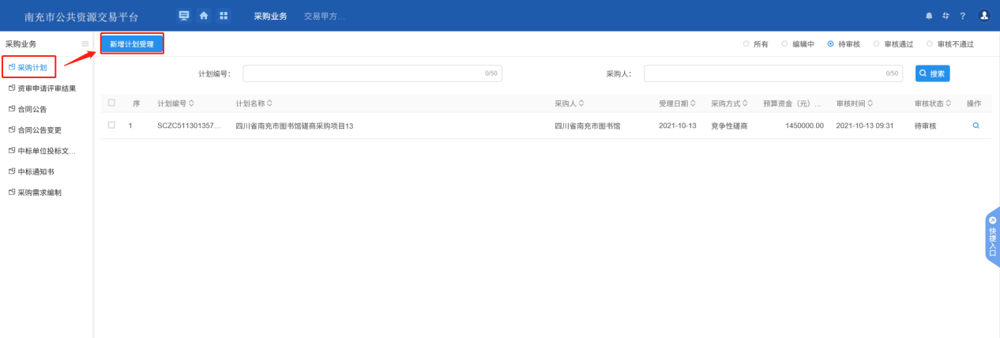 南充市公共资源交易平台 采购业务 交易甲方... ?
采购业务 新增计划受理 所有 编辑中 待审核 审核通过 审核不通过
采购计划 计划编号： 0/50 采购人： 0/50 搜索
资审申请评审结果
合同公告
合同公告变更
中标单位投标文...
中标通知书
采购需求编制
序 计划编号 计划名称 采购人 受理日期 采购方式 预算资金（元）... 审核时间 审核状态 操作
1 SCZC511301357... 四川省南充市图书馆磋商采购项目13 四川省南充市图书馆 2021-10-13 竞争性磋商 1450000.00 2021-10-13 09:31 待审核
快捷入口